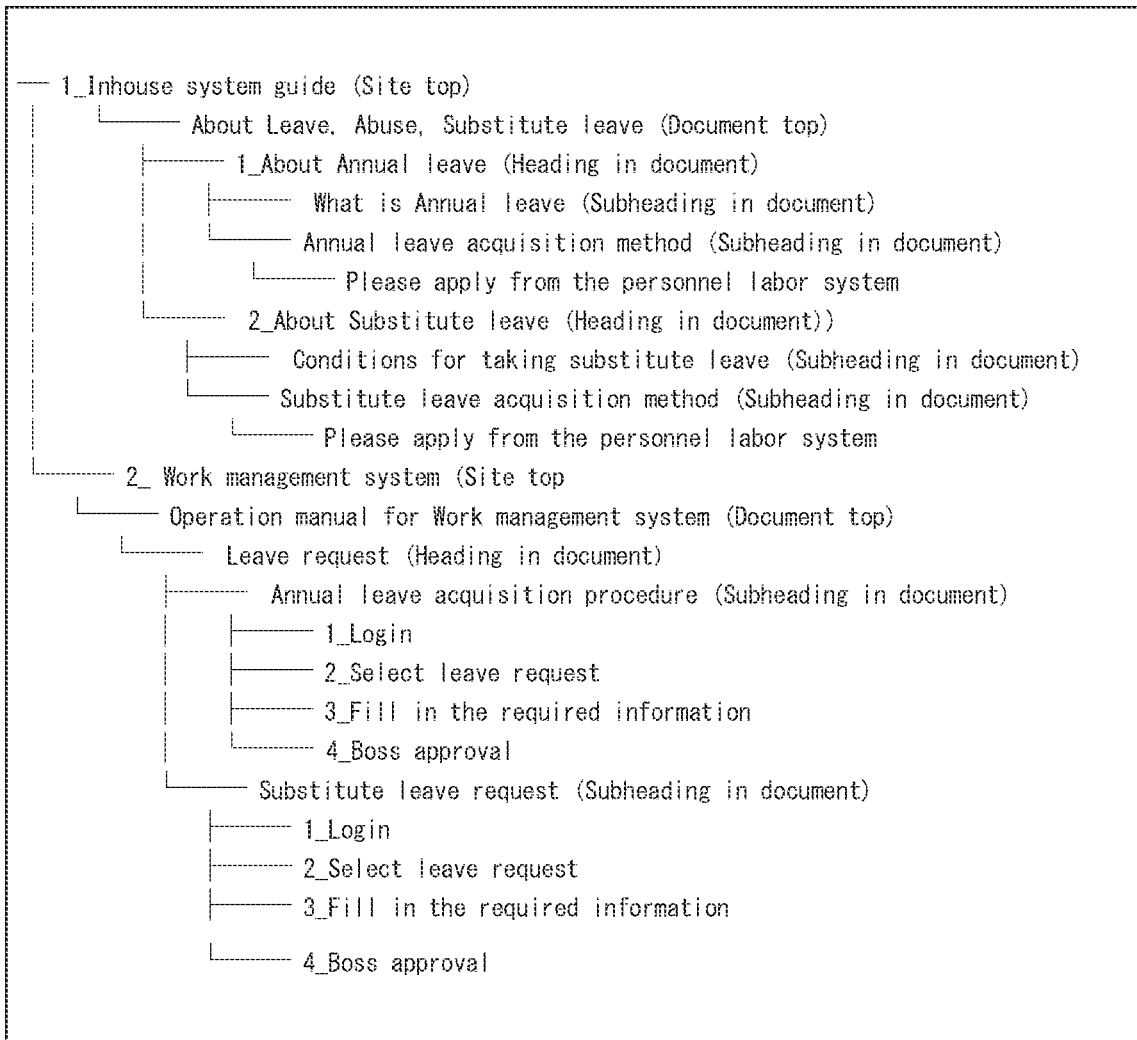 1_Inhouse system guide (Site top)
About Leave, Abuse, Substitute leave (Document top)
1_About Annual leave (Heading in document)
What is Annual leave (Subheading in document)
Annual leave acquisition method (Subheading in document)
Please apply from the personnel labor system
2_About Substitute leave (Heading in document))
Conditions for taking substitute leave (Subheading in document)
Substitute leave acquisition method (Subheading in document)
Please apply from the personnel labor system
2_ Work management system (Site top
Operation manual for Work management system (Document top)
Leave request (Heading in document)
Annual leave acquisition procedure (Subheading in document)
1_Login
2_Select leave request
3_Fill in the required information
4_Boss approval
Substitute leave request (Subheading in document)
1_Login
2_Select leave request
3_Fill in the required information
4_Boss approval